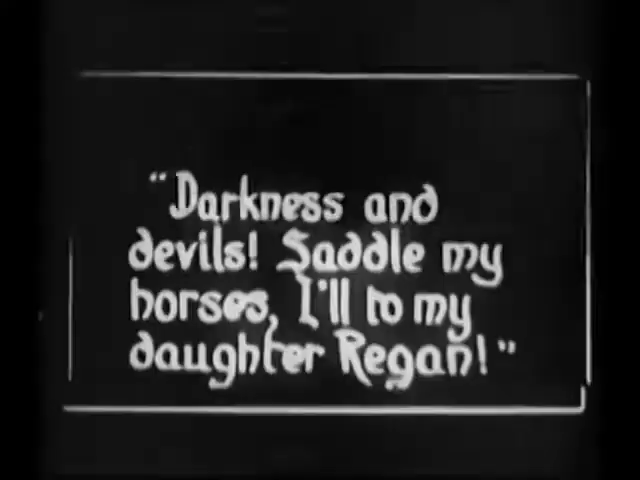 "Darkness and
devils! Saddle my
horses, I'll to my
daughter Regan!"